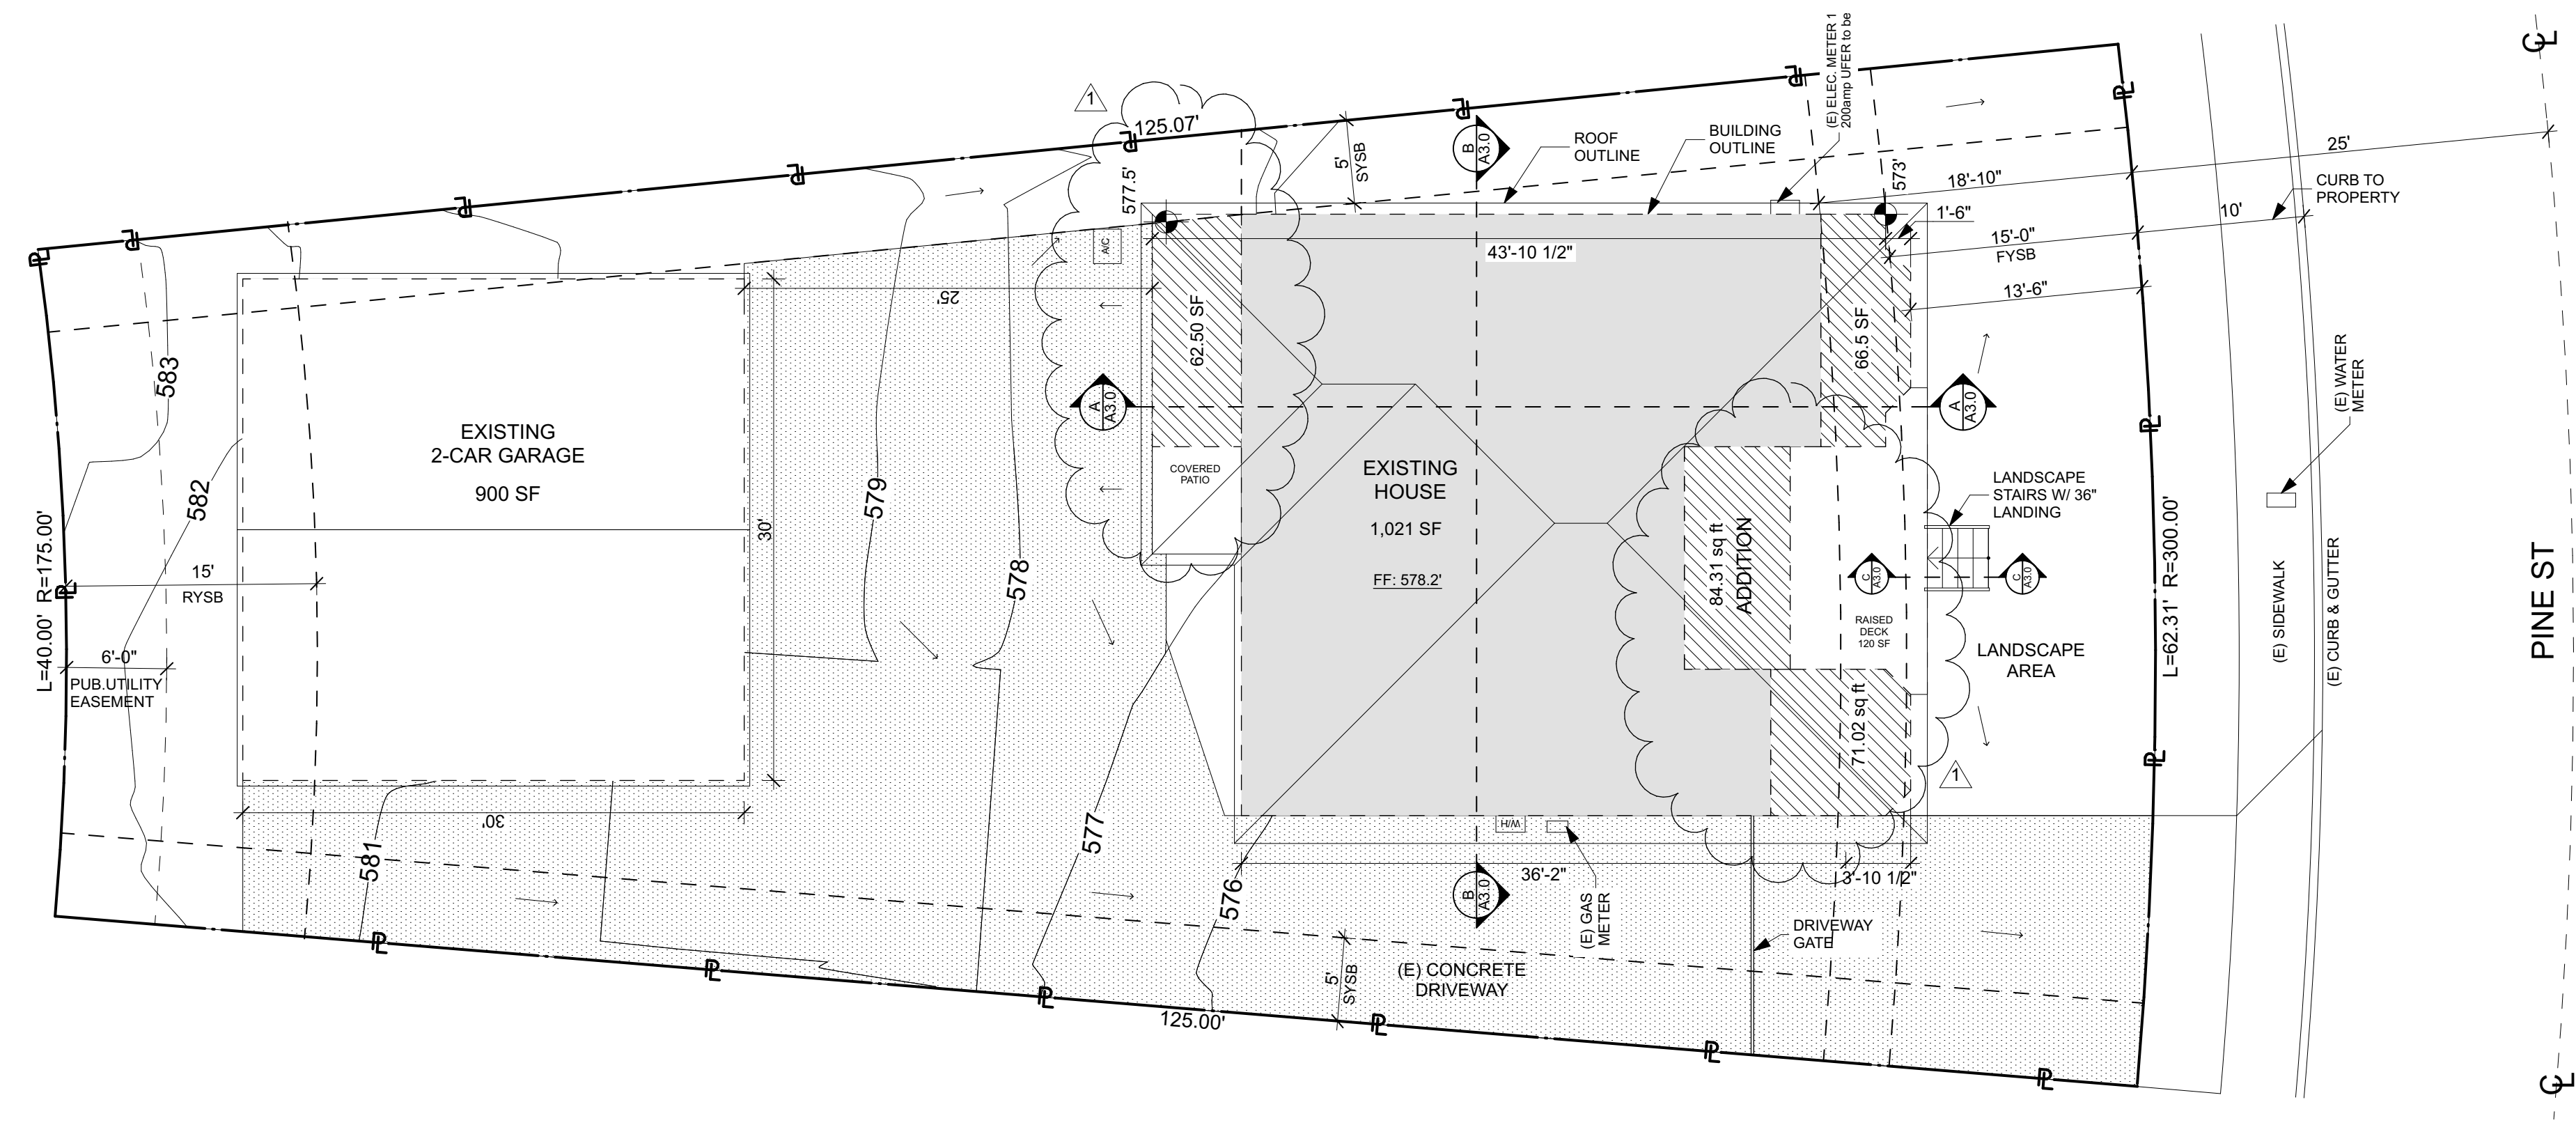 CL
(E) ELEC. METER 1
200amp UFER to be
1
125.07'
PL
ROOF
OUTLINE
BUILDING
OUTLINE
B
A3.0
5'
SYSB
25'
577.5'
573'
18'-10"
CURB TO
PROPERTY
1'-6"
10'
15'-0"
FYSB
A/C
43'-10 1/2"
25'
13'-6"
62.50 SF
66.5 SF
583
(E) WATER
METER
A
A3.0
A
A3.0
EXISTING
2-CAR GARAGE
900 SF
COVERED
PATIO
EXISTING
HOUSE
1,021 SF
FF: 578.2'
LANDSCAPE
STAIRS W/ 36"
LANDING
582
579
578
30'
84.31 sq ft
ADDITION
C
A3.0
C
A3.0
L=40.00' R=175.00'
15'
RYSB
L=62.31' R=300.00'
(E) SIDEWALK
(E) CURB & GUTTER
PINE ST
RAISED
DECK
120 SF
LANDSCAPE
AREA
6'-0"
PUB.UTILITY
EASEMENT
71.02 sq ft
1
30'
H/W
581
577
576
36'-2"
3'-10 1/2"
B
A3.0
(E) GAS
METER
DRIVEWAY
GATE
(E) CONCRETE
DRIVEWAY
5'
SYSB
125.00'
PL
CL